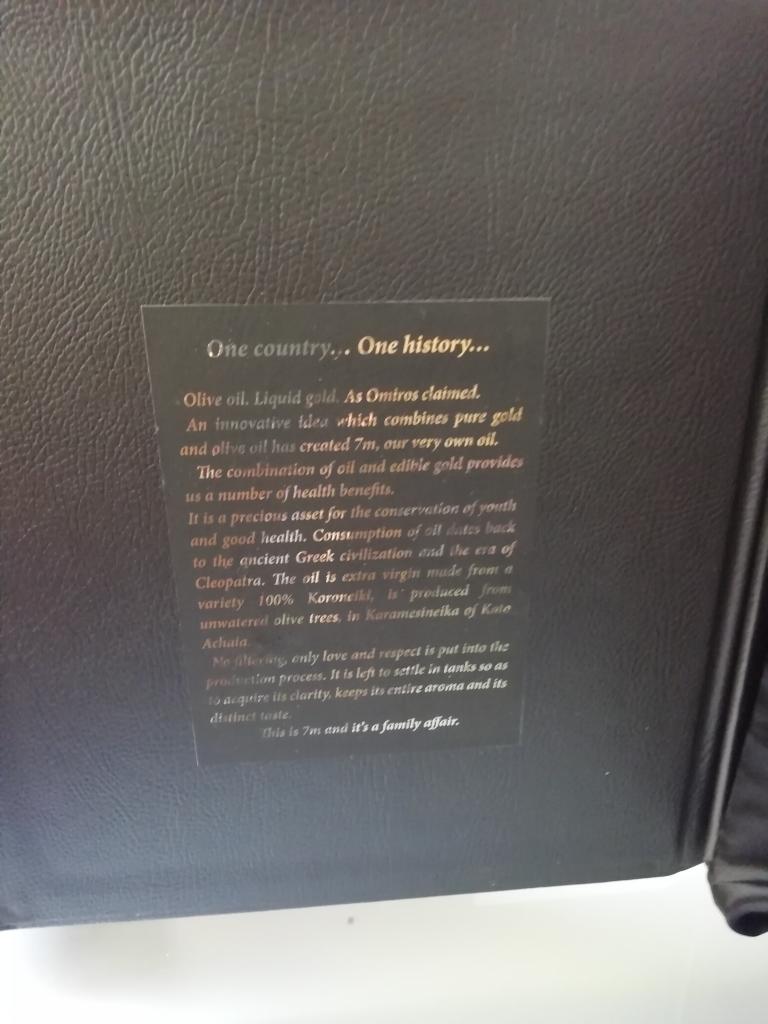 One country... One history...
Olive oil. Liquid gold. As Omiros claimed.
An innovative idea which combines pure gold
and olive oil has created 7m, our very own oil.
The combination of oil and edible gold provides
us a number of health benefits.
It is a precious asset for the conservation of youth
and good health. Consumption of oil dates back
to the ancient Greek civilization and the era of
Cleopatra. The oil is extra virgin made from a
variety 100% Koroneiki, is produced from
unwatered olive trees, in Karamesineika of Kato
Achaia.
No filtering, only love and respect is put into the
production process. It is left to settle in tanks so as
to acquire its clarity, keeps its entire aroma and its
distinct taste.
This is 7m and it's a family affair.